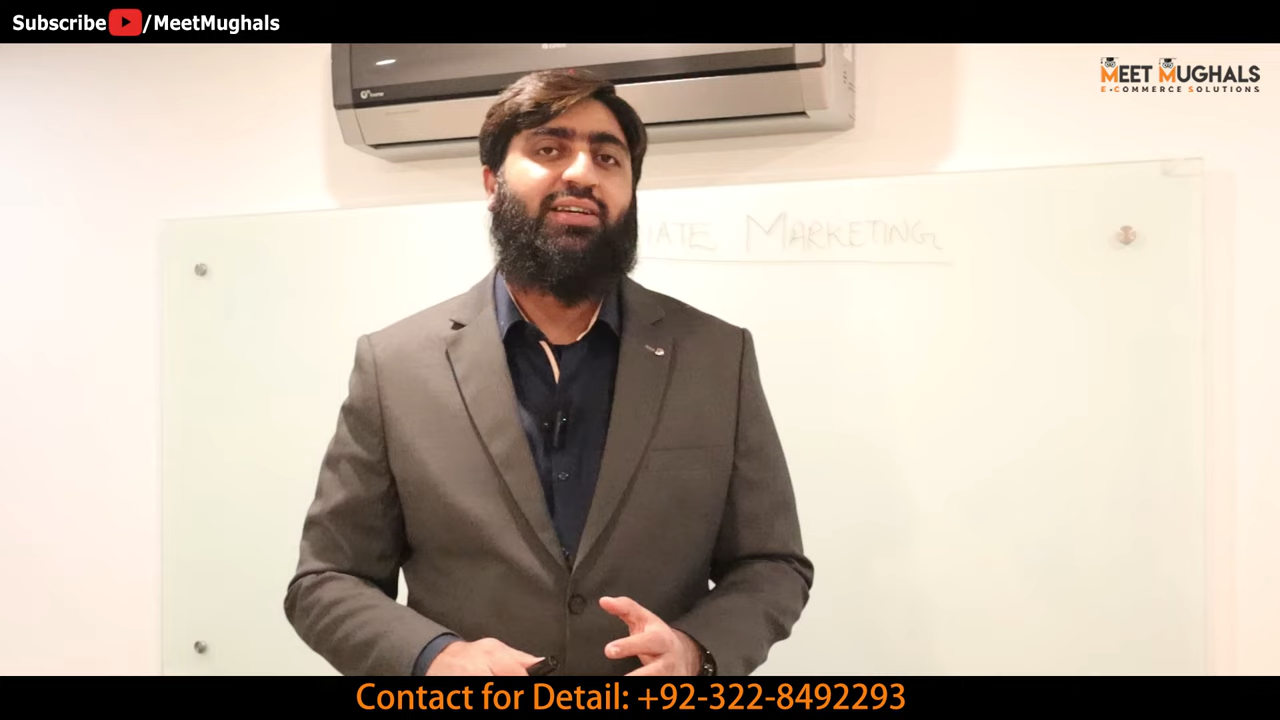 Subscribe /MeetMughals
MEET MUGHALS
E-COMMERCE SOLUTIONS
IATE MARKETING
Contact for Detail: +92-322-8492293